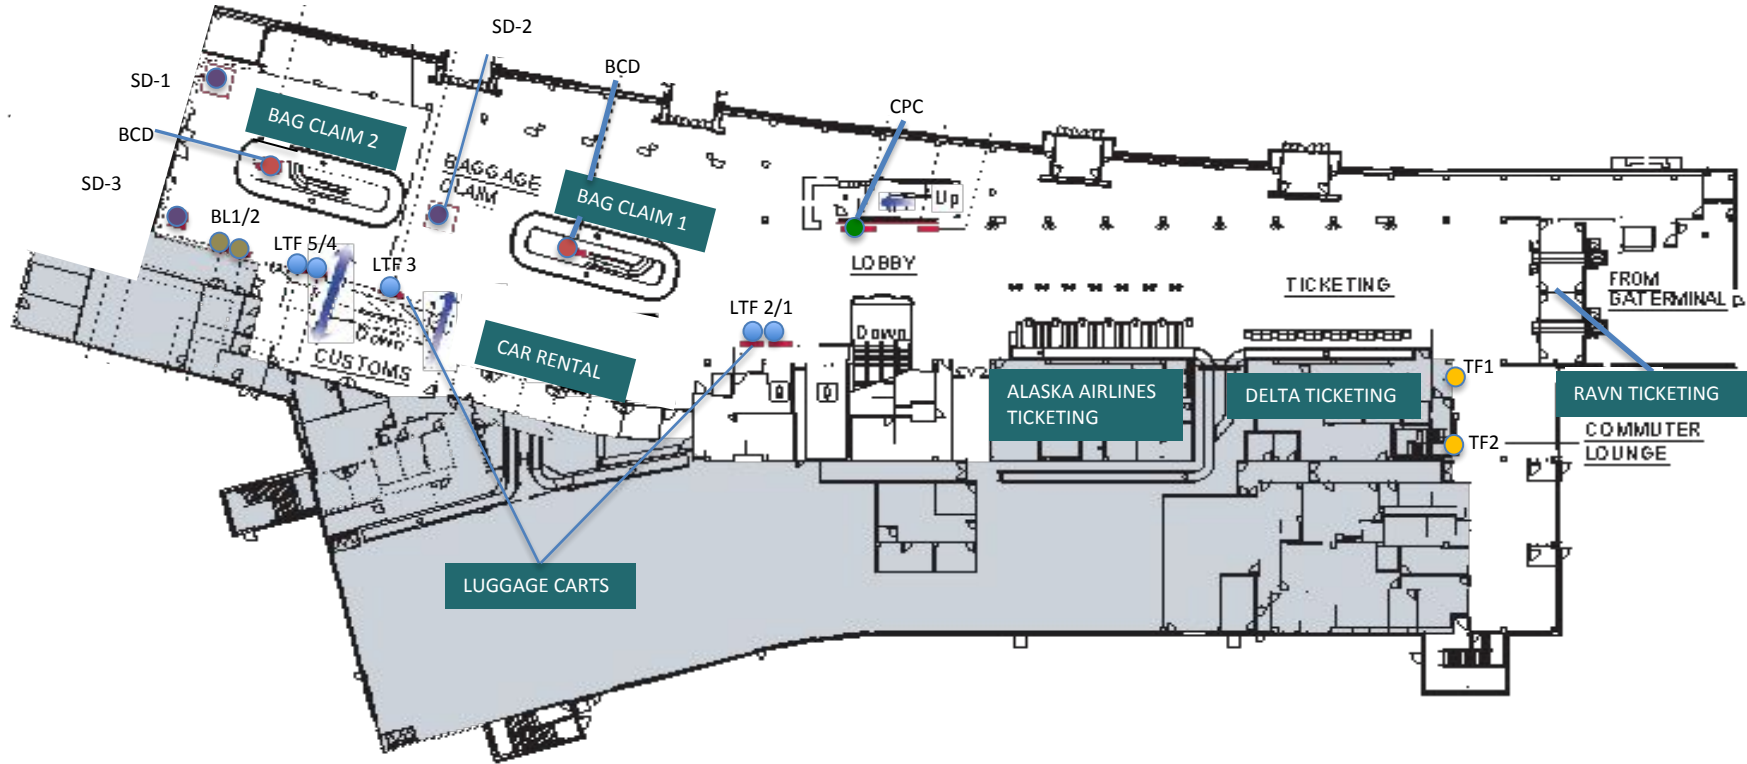 SD-2
SD-1
BCD
BCD
BAG CLAIM 2
CPC
BAGGAGE
CLAIM
SD-3
BAG CLAIM 1
Up
BL1/2
LTF 5/4
LTF 3
LOBBY
TICKETING
FROM
GATERMINAL
LTF 2/1
Down
Down
CUSTOMS
CAR RENTAL
TF1
ALASKA AIRLINES
TICKETING
DELTA TICKETING
RAVN TICKETING
TF2
COMMUTER
LOUNGE
LUGGAGE CARTS